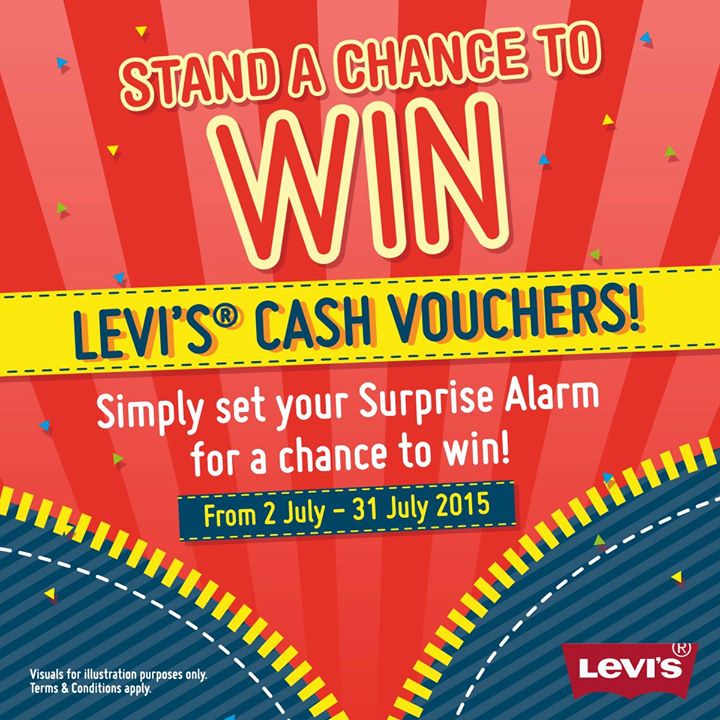 STAND A CHANCE TO
WIN
LEVI'S® CASH VOUCHERS!
Simply set your Surprise Alarm
for a chance to win!
From 2 July – 31 July 2015
Visuals for illustration purposes only.
Terms & Conditions apply.
LEVI'S®